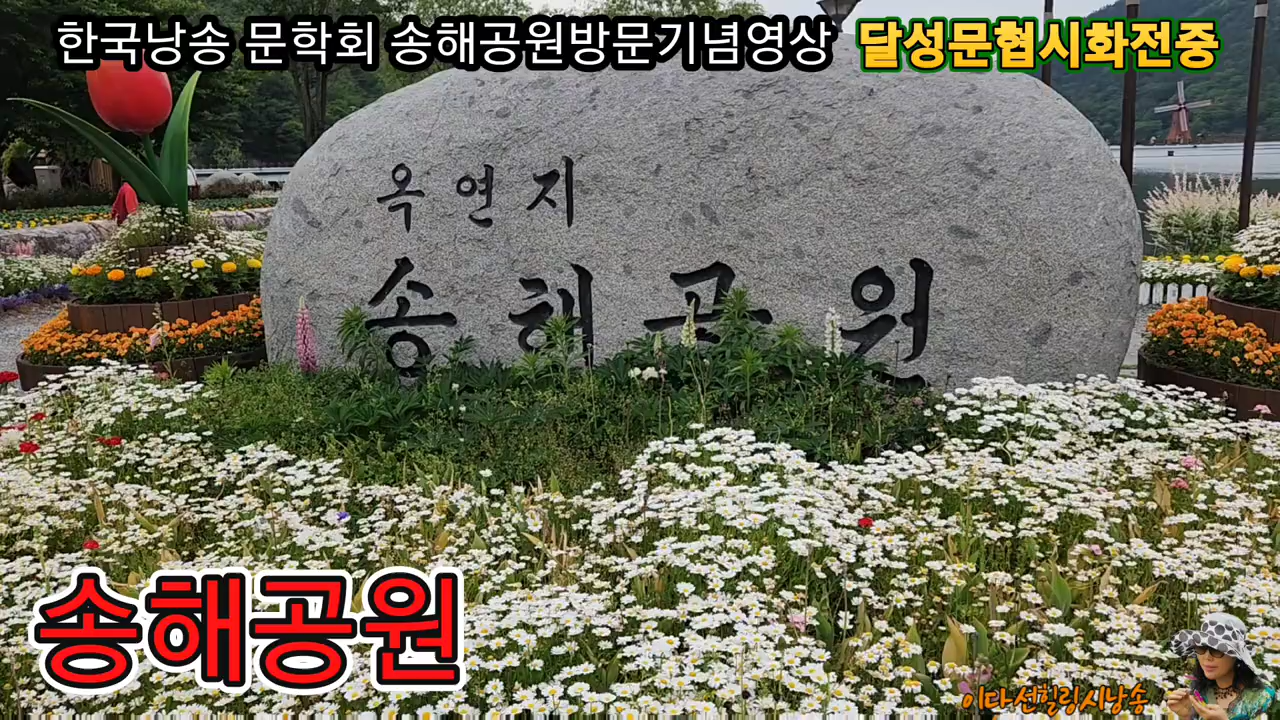 한국낭송 문학회 송해공원방문기념영상 달성문협시화전중
옥연지
송해공원
송해공원
이다선힐링시낭송